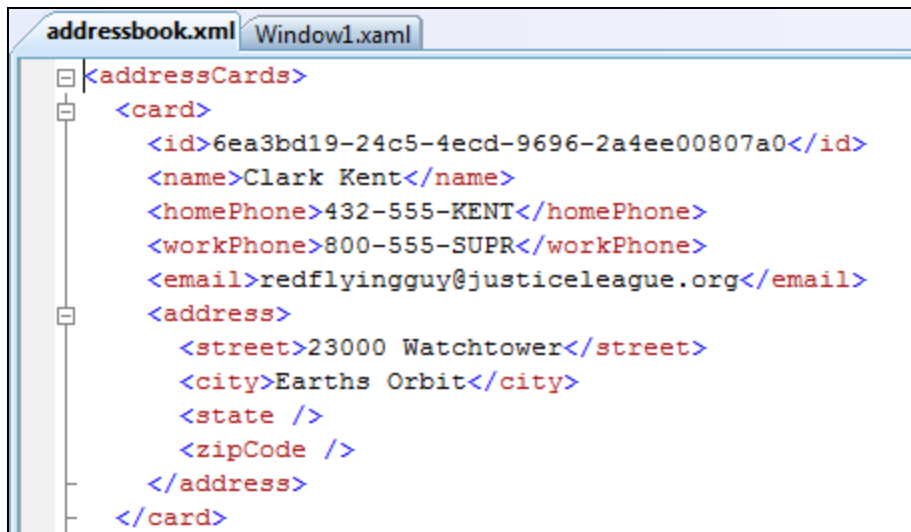 addressbook.xml Window1.xaml
<addressCards>
<card>
<id>6ea3bd19-24c5-4ecd-9696-2a4ee00807a0</id>
<name>Clark Kent</name>
<homePhone>432-555-KENT</homePhone>
<workPhone>800-555-SUPR</workPhone>
<email>redflyingguy@justiceleague.org</email>
<address>
<street>23000 Watchtower</street>
<city>Earths Orbit</city>
<state />
<zipCode />
</address>
</card>